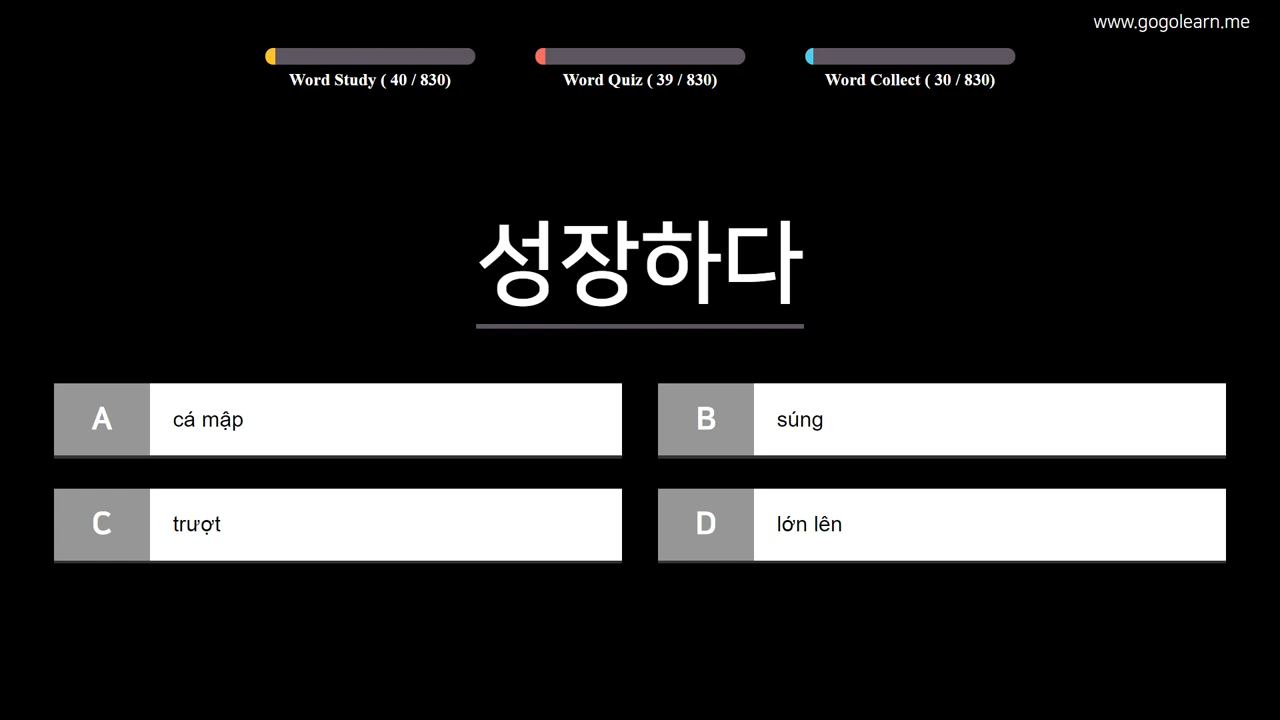 www.gogolearn.me
Word Study ( 40 / 830)
Word Quiz ( 39 / 830)
Word Collect ( 30 / 830)
성장하다
A cá mập
B súng
C trượt
D lớn lên